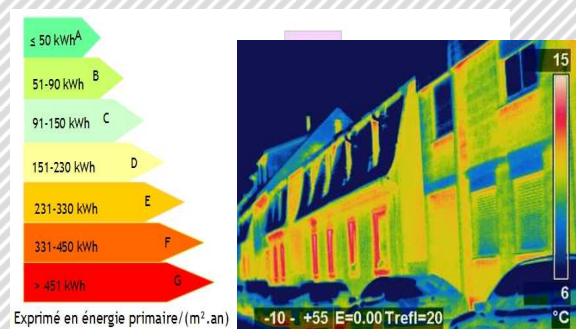 ≤ 50 kWh A
51-90 kWh B
91-150 kWh C
151-230 kWh D
231-330 kWh E
331-450 kWh F
> 451 kWh G
Exprimé en énergie primaire/(m².an)
15
6
-10 - +55 E=0.00 Trefl=20 °C